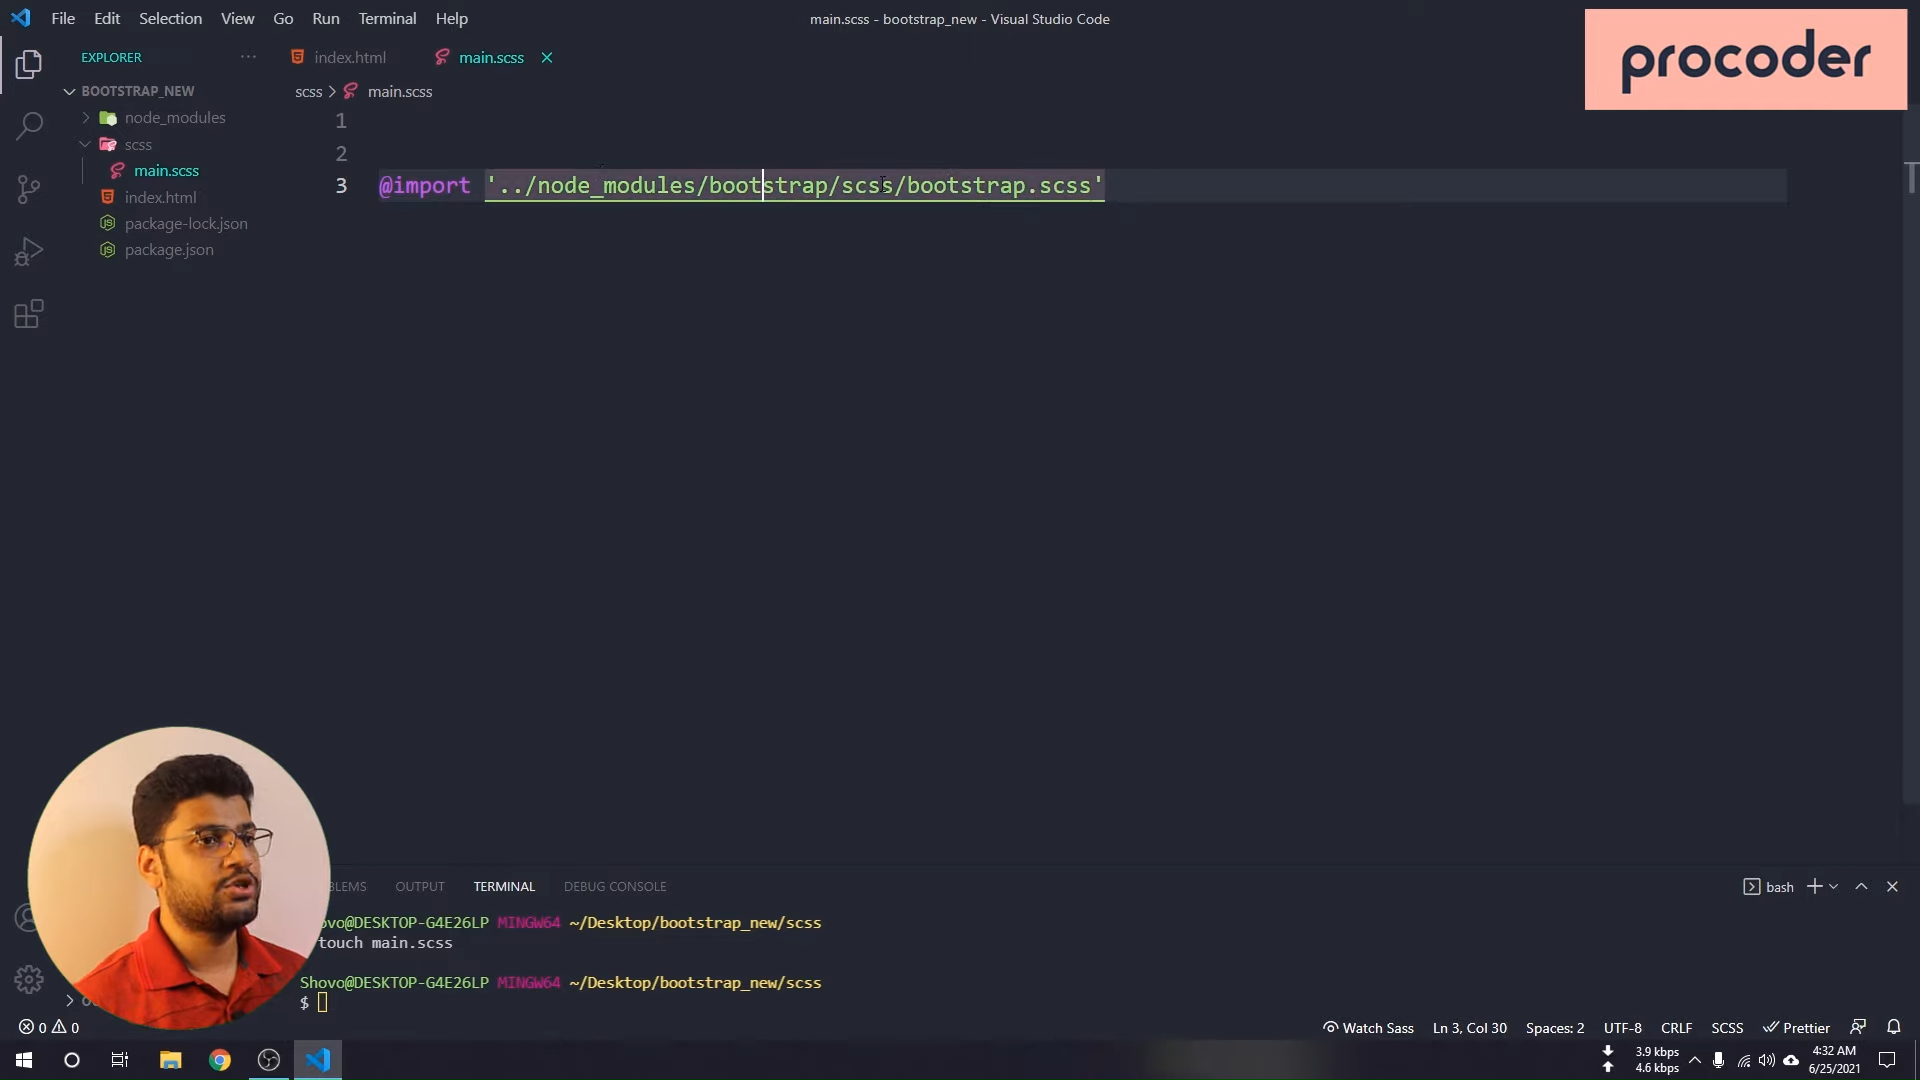 File Edit Selection View Go Run Terminal Help
main.scss - bootstrap_new - Visual Studio Code
procoder
EXPLORER
index.html
main.scss
BOOTSTRAP_NEW
scss
main.scss
node_modules
scss
main.scss
index.html
package-lock.json
package.json
1
2
3
@import '../node_modules/bootstrap/scss/bootstrap.scss'
BLEMS OUTPUT TERMINAL DEBUG CONSOLE
bash
ovo@DESKTOP-G4E26LP MINGW64 ~/Desktop/bootstrap_new/scss
touch main.scss
Shovo@DESKTOP-G4E26LP MINGW64 ~/Desktop/bootstrap_new/scss
$
0 0
Watch Sass Ln 3, Col 30 Spaces: 2 UTF-8 CRLF SCSS Prettier
3.9 kbps
4.6 kbps
4:32 AM
6/25/2021